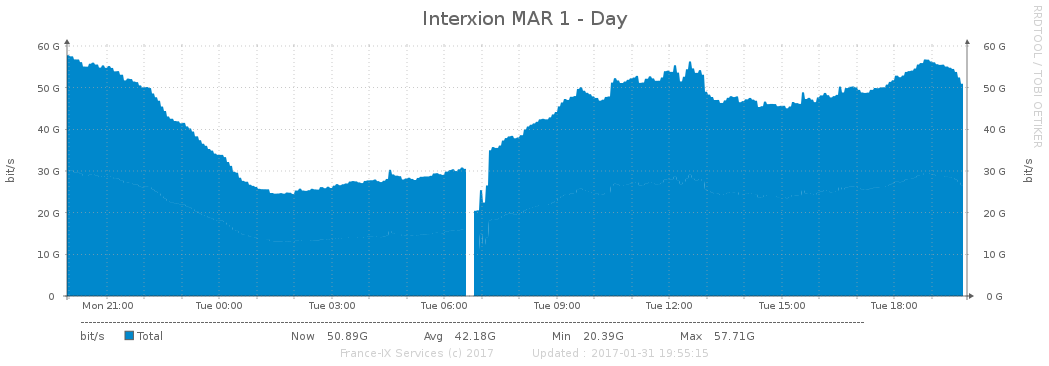 Interxion MAR 1 - Day
RRDTOOL / TOBI OETIKER
60 G 60 G
50 G 50 G
40 G 40 G
30 G 30 G
20 G 20 G
10 G 10 G
0 0 G
bit/s bit/s
Mon 21:00 Tue 00:00 Tue 03:00 Tue 06:00 Tue 09:00 Tue 12:00 Tue 15:00 Tue 18:00
bit/s Total Now 50.89G Avg 42.18G Min 20.39G Max 57.71G
France-IX Services (c) 2017 Updated : 2017-01-31 19:55:15